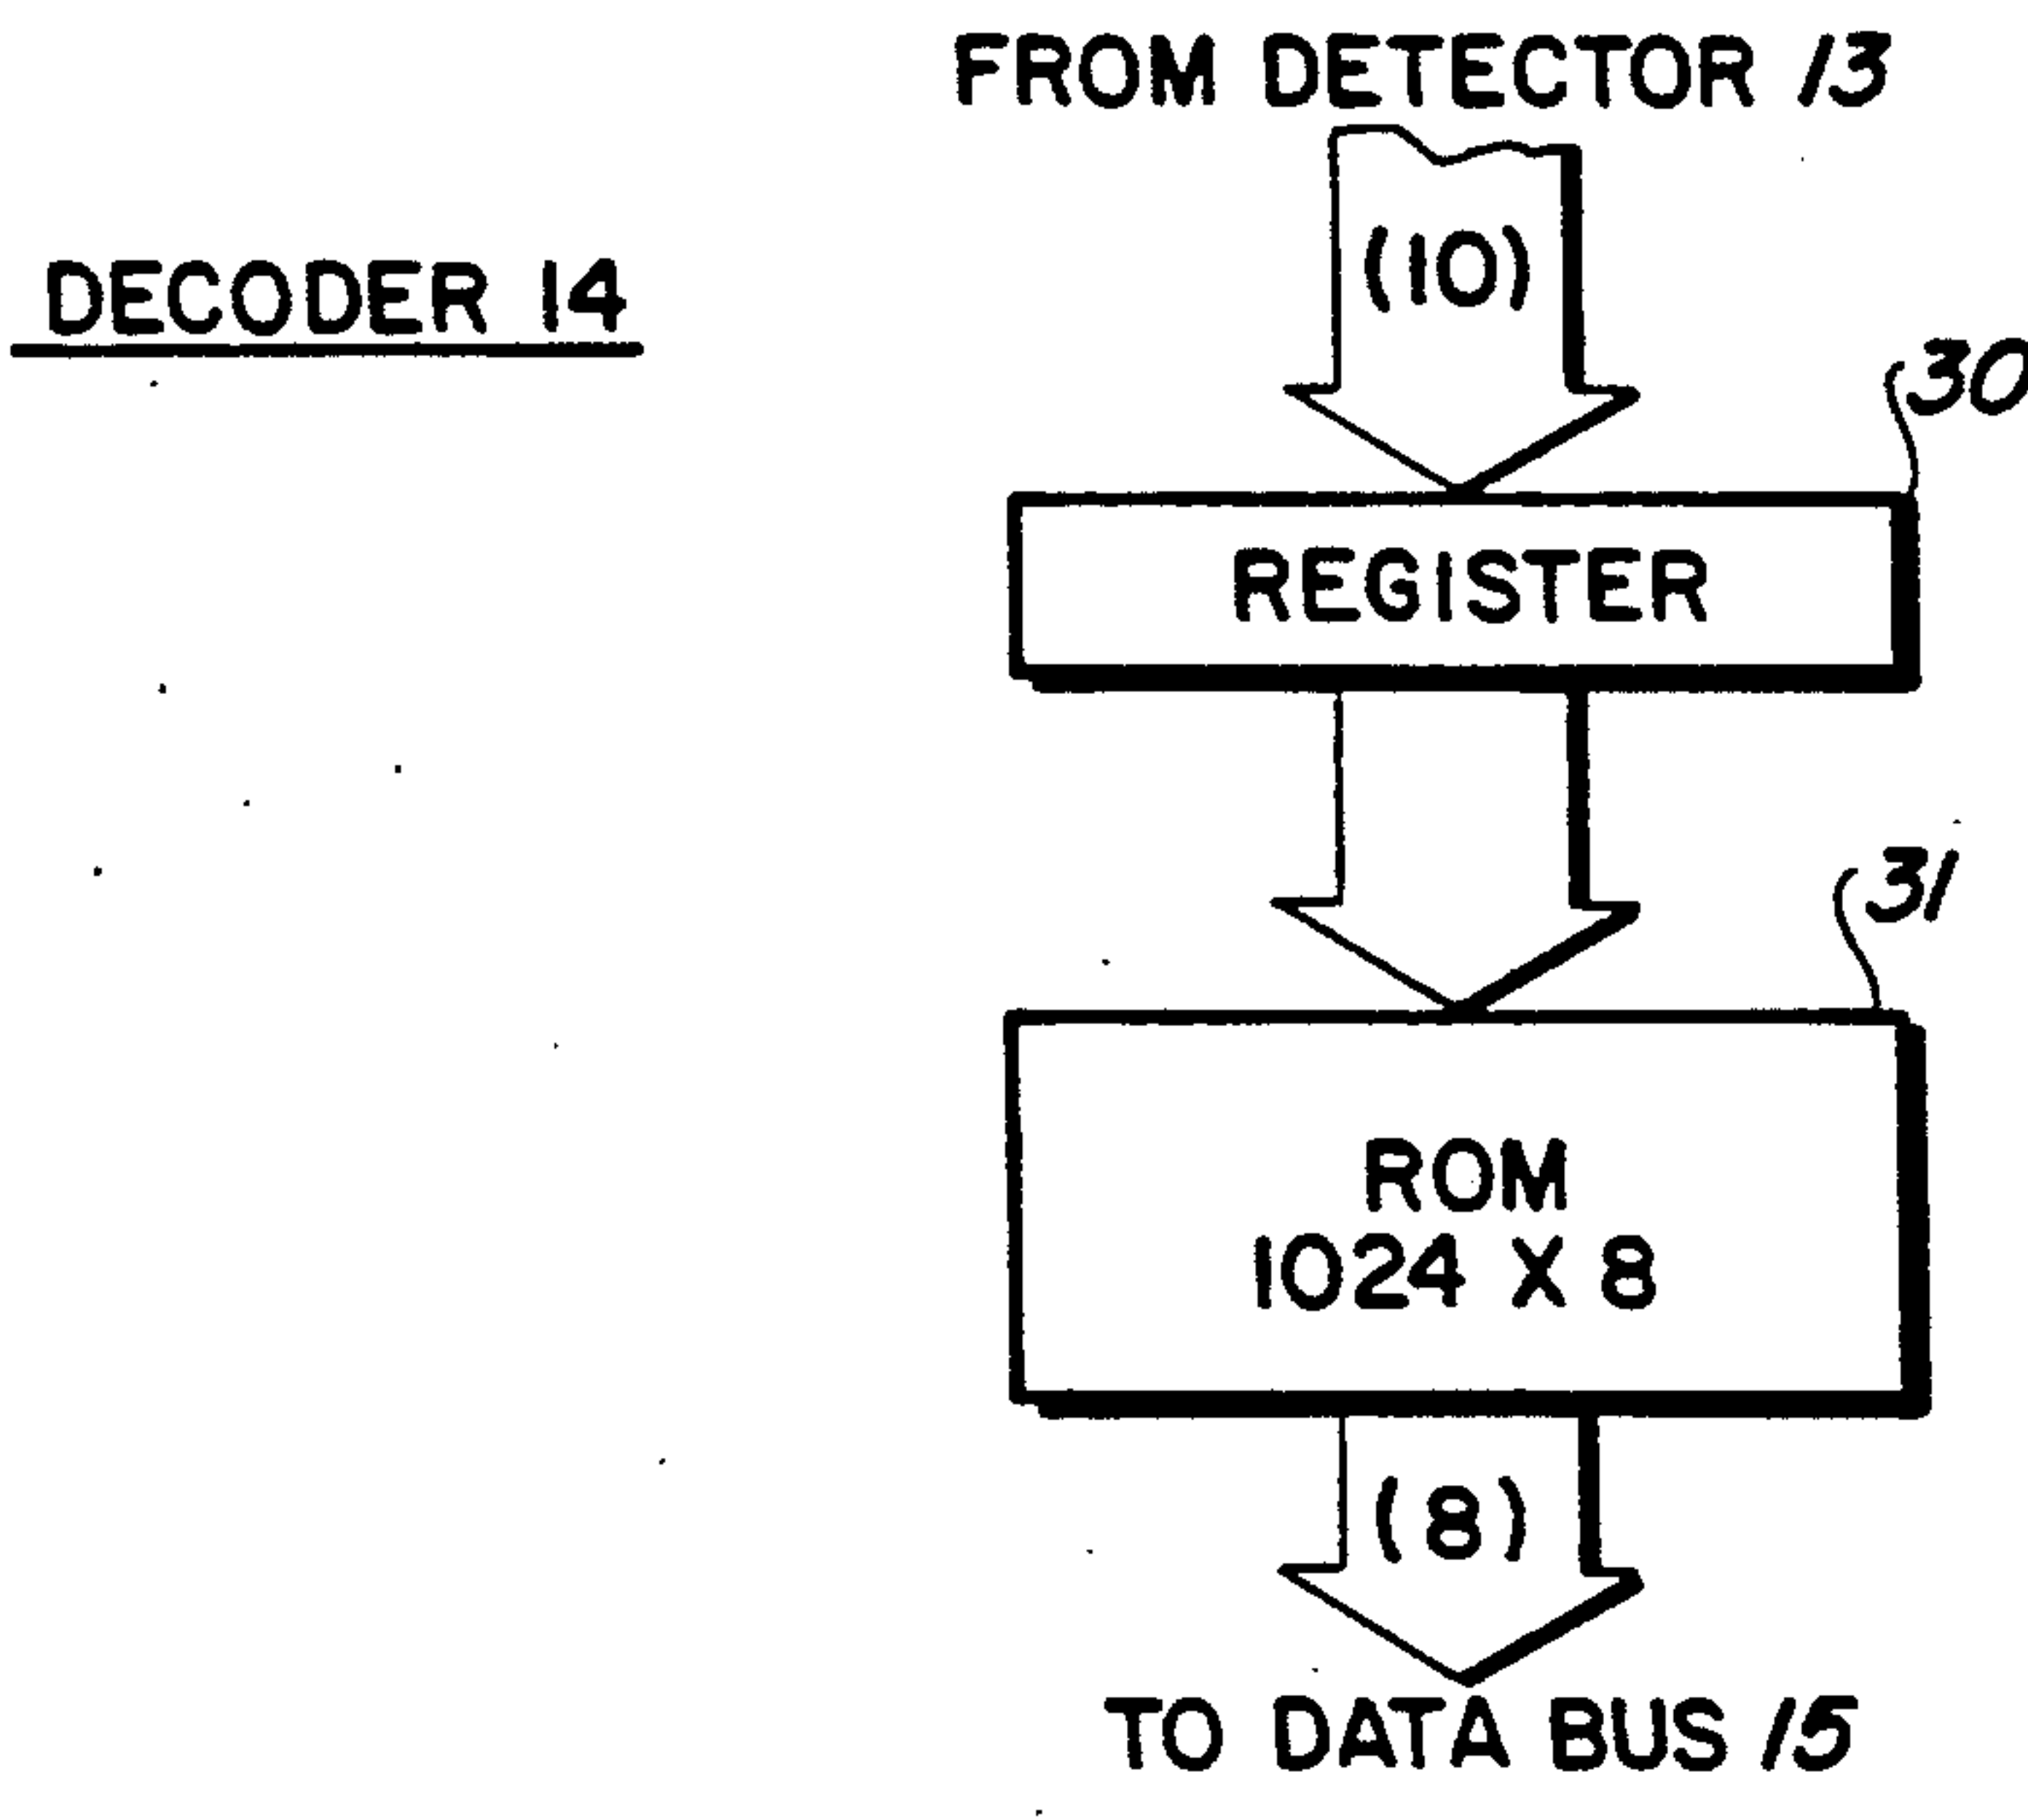 FROM DETECTOR 13
(10)
DECODER 14
30
REGISTER
31
ROM
1024 X 8
(8)
TO DATA BUS 15